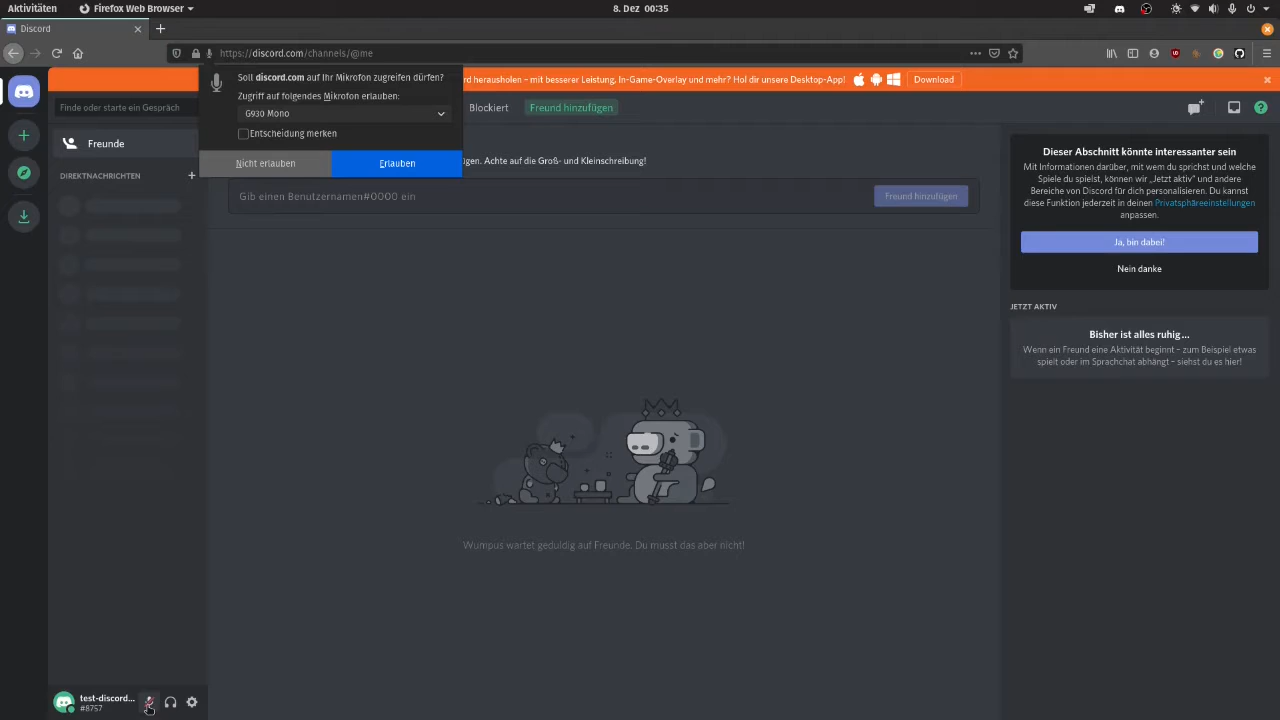 Aktivitäten
Firefox Web Browser
8. Dez 00:35
Discord
https://discord.com/channels/@me
Soll discord.com auf Ihr Mikrofon zugreifen dürfen?
Zugriff auf folgendes Mikrofon erlauben:
G930 Mono
Entscheidung merken
Nicht erlauben
Erlauben
rd herausholen – mit besserer Leistung, In-Game-Overlay und mehr? Hol dir unsere Desktop-App!
Download
Finde oder starte ein Gespräch
Blockiert
Freund hinzufügen
Freunde
DIREKTNACHRICHTEN
igen. Achte auf die Groß- und Kleinschreibung!
Gib einen Benutzernamen#0000 ein
Freund hinzufügen
Dieser Abschnitt könnte interessanter sein
Mit Informationen darüber, mit wem du sprichst und welche
Spiele du spielst, können wir „Jetzt aktiv“ und andere
Bereiche von Discord für dich personalisieren. Du kannst
diese Funktion jederzeit in deinen Privatsphäreeinstellungen
anpassen.
Ja, bin dabei!
Nein danke
JETZT AKTIV
Bisher ist alles ruhig ...
Wenn ein Freund eine Aktivität beginnt – zum Beispiel etwas
spielt oder im Sprachchat abhängt – siehst du es hier!
Wumpus wartet geduldig auf Freunde. Du musst das aber nicht!
test-discord...
#8757